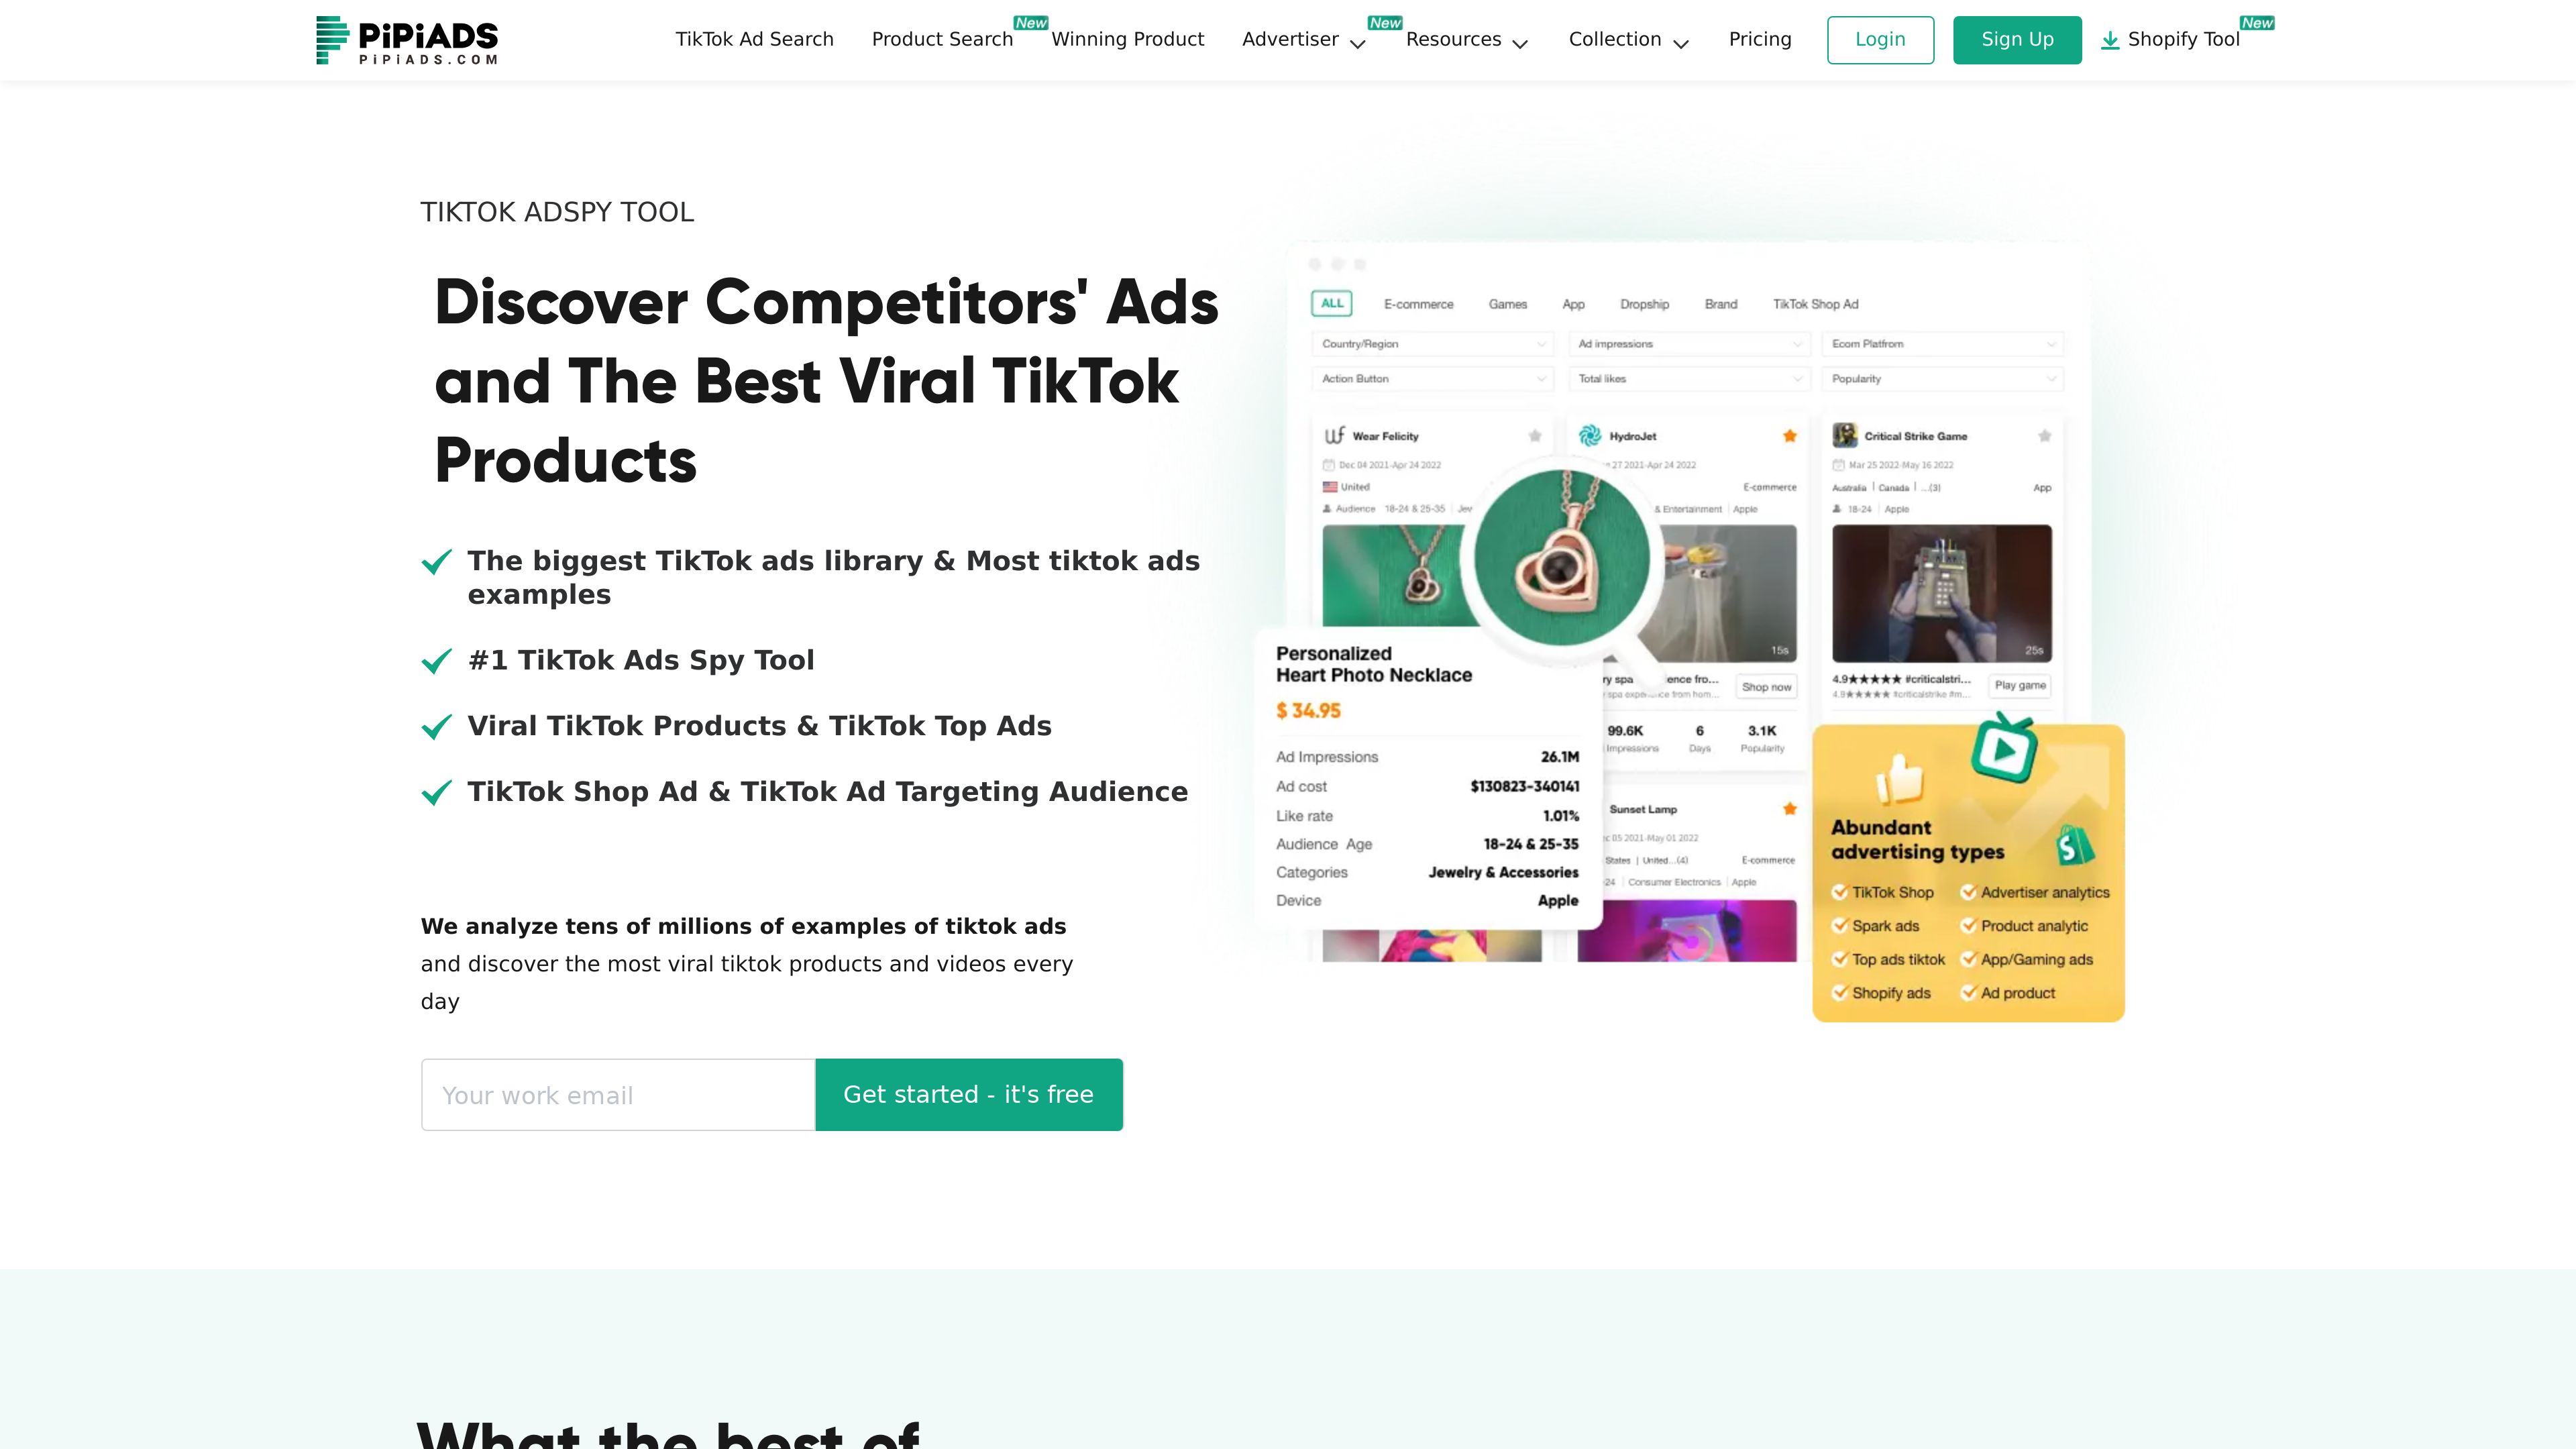 PiPiADS
PiPiADS.COM
TikTok Ad Search
Product Search
New
Winning Product
Advertiser
New
Resources
Collection
Pricing
Login
Sign Up
Shopify Tool
New
TIKTOK ADSPY TOOL
Discover Competitors' Ads
and The Best Viral TikTok
Products
The biggest TikTok ads library & Most tiktok ads
examples
#1 TikTok Ads Spy Tool
Viral TikTok Products & TikTok Top Ads
TikTok Shop Ad & TikTok Ad Targeting Audience
We analyze tens of millions of examples of tiktok ads
and discover the most viral tiktok products and videos every
day
Your work email
Get started - it's free
ALL
E-commerce
Games
App
Dropship
Brand
TikTok Shop Ad
Country/Region
Ad impressions
Ecom Platfrom
Action Button
Total likes
Popularity
Wear Felicity
Dec 04 2021-Apr 24 2022
United
Audience 18-24 & 25-35
HydroJet
27 2021-Apr 24 2022
E-commerce
& Entertainment Apple
15s
Shop now
99.6K
6
3.1K
Impressions
Days
Popularity
Critical Strike Game
Mar 25 2022-May 16 2022
Australia Canada ...(3)
App
18-24 Apple
25s
4.9★★★★★ #criticalstri...
4.9★★★★★ #criticalstrike #m...
Play game
Personalized
Heart Photo Necklace
$ 34.95
Ad Impressions 26.1M
Ad cost $130823-340141
Like rate 1.01%
Audience Age 18-24 & 25-35
Categories Jewelry & Accessories
Device Apple
Sunset Lamp
05 2021-May 01 2022
States | United...(4)
E-commerce
24 Consumer Electronics Apple
Abundant
advertising types
TikTok Shop
Advertiser analytics
Spark ads
Product analytic
Top ads tiktok
App/Gaming ads
Shopify ads
Ad product
What the best of